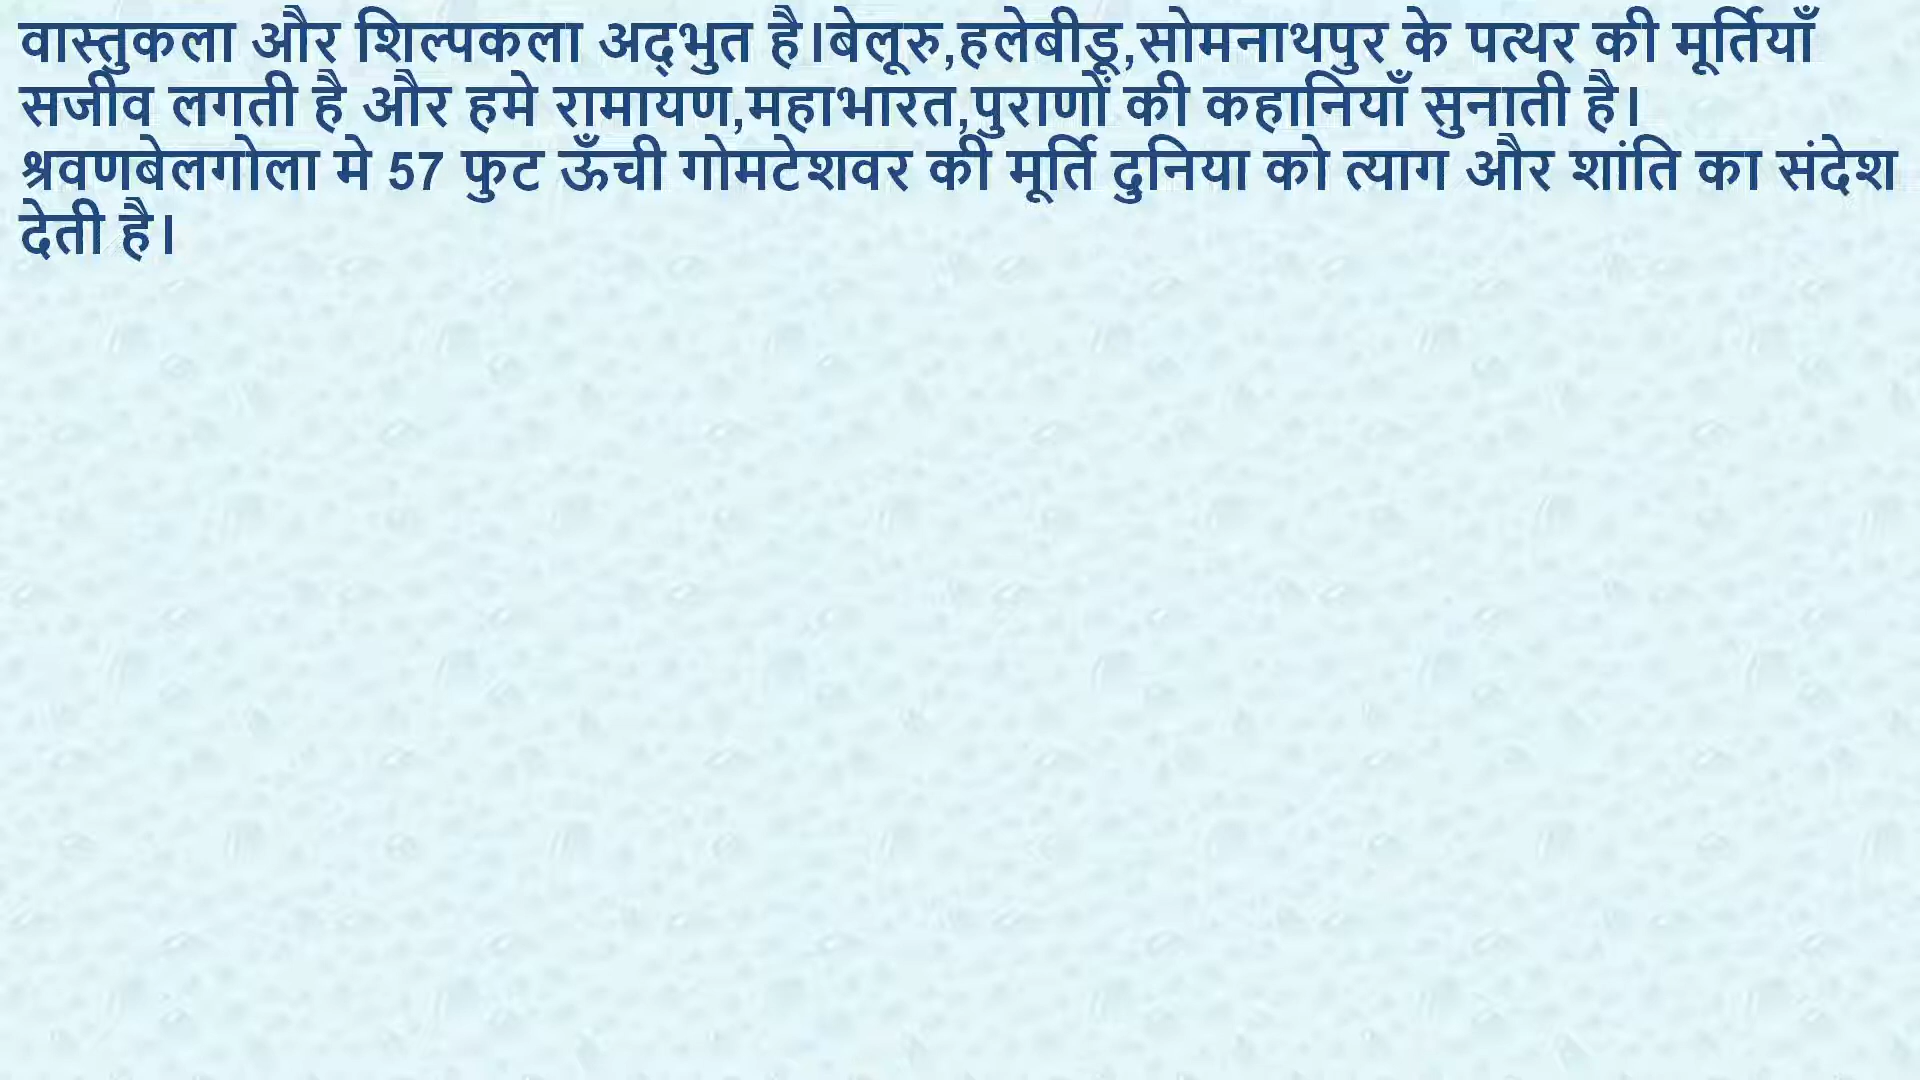 वास्तुकला और शिल्पकला अद्‌भुत है।बेलूरु,हलेबीडू,सोमनाथपुर के पत्थर की मूर्तियाँ
सजीव लगती है और हमे रामायण,महाभारत,पुराणों की कहानियाँ सुनाती है।
श्रवणबेलगोला मे 57 फुट ऊँची गोमटेशवर की मूर्ति दुनिया को त्याग और शांति का संदेश
देती है।